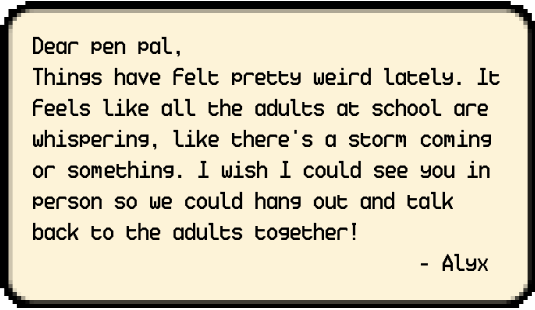 Dear pen pal,
Things have felt pretty weird lately. It
feels like all the adults at school are
whispering, like there's a storm coming
or something. I wish I could see you in
person so we could hang out and talk
back to the adults together!
- Alyx